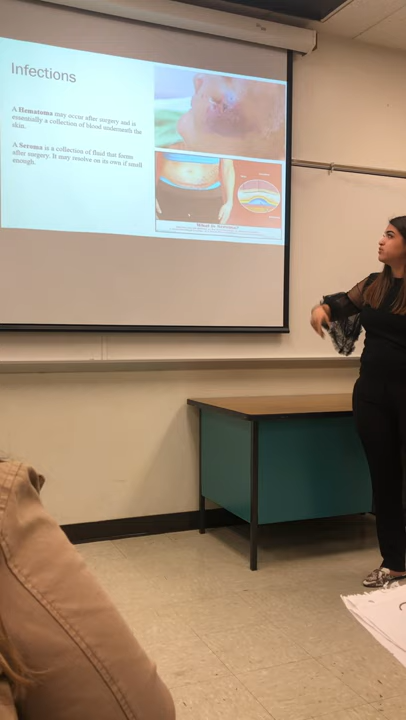 Infections
A Hematoma may occur after surgery and is
essentially a collection of blood underneath the
skin.
A Seroma is a collection of fluid that forms
after surgery. It may resolve on its own if small
enough.
What is Seroma?